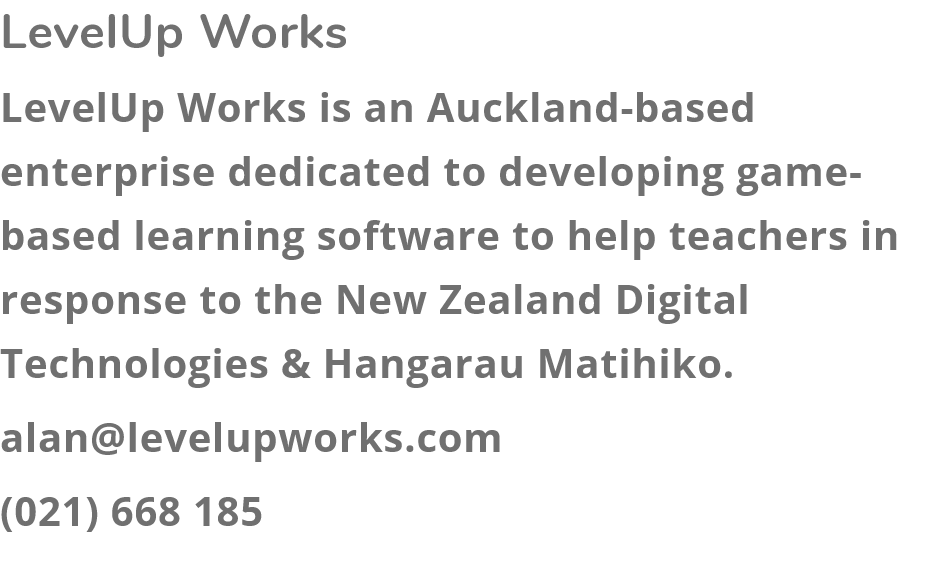 LevelUp Works
LevelUp Works is an Auckland-based
enterprise dedicated to developing game-
based learning software to help teachers in
response to the New Zealand Digital
Technologies & Hangarau Matihiko.
alan@levelupworks.com
(021) 668 185